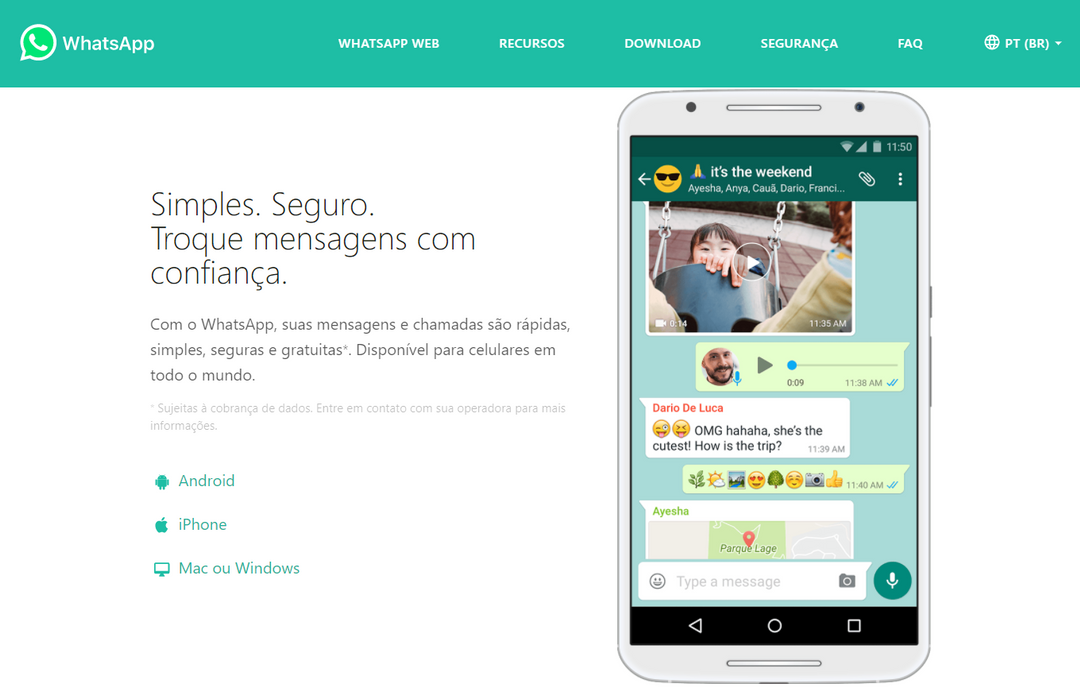 WhatsApp
WHATSAPP WEB
RECURSOS
DOWNLOAD
SEGURANÇA
FAQ
PT (BR)
Simples. Seguro.
Troque mensagens com
confiança.
Com o WhatsApp, suas mensagens e chamadas são rápidas,
simples, seguras e gratuitas*. Disponível para celulares em
todo o mundo.
* Sujeitas à cobrança de dados. Entre em contato com sua operadora para mais
informações.
Android
iPhone
Mac ou Windows
11:50
it's the weekend
Ayesha, Anya, Cauã, Dario, Franci...
0:14
11:35 AM
0:09
11:38 AM
Dario De Luca
OMG hahaha, she's the
cutest! How is the trip?
11:39 AM
11:40 AM
Ayesha
Parque Lage
Type a message